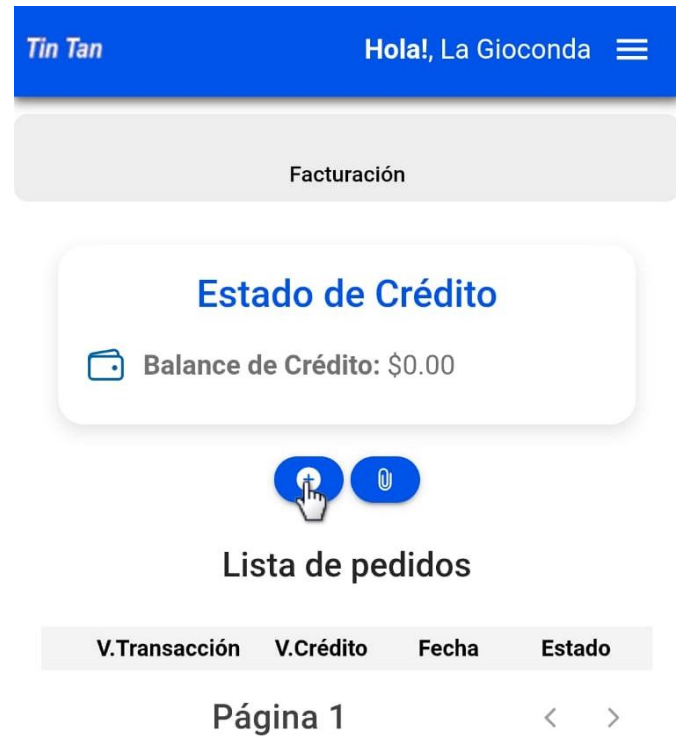 Tin Tan Hola!, La Gioconda
Facturación
Estado de Crédito
Balance de Crédito: $0.00
Lista de pedidos
V.Transacción V.Crédito Fecha Estado
Página 1